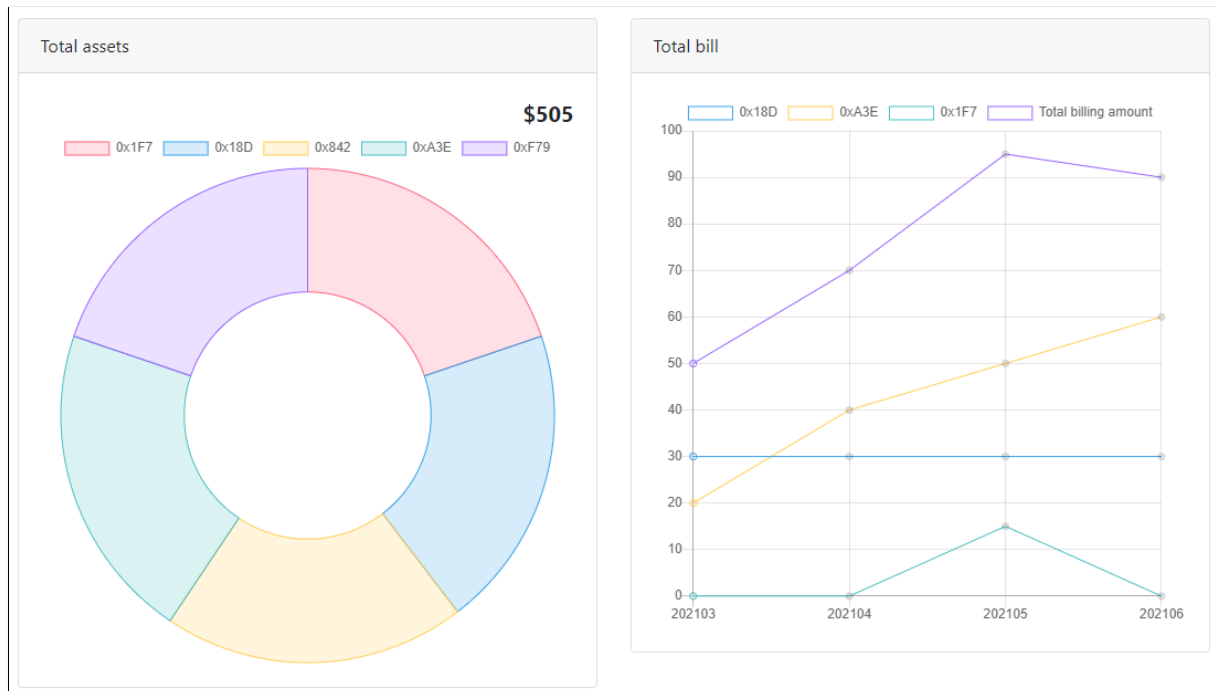 Total assets
$505
0x1F7 0x18D 0x842 0xA3E 0xF79
Total bill
0x18D 0xA3E 0x1F7 Total billing amount
100
90
80
70
60
50
40
30
20
10
0
202103 202104 202105 202106